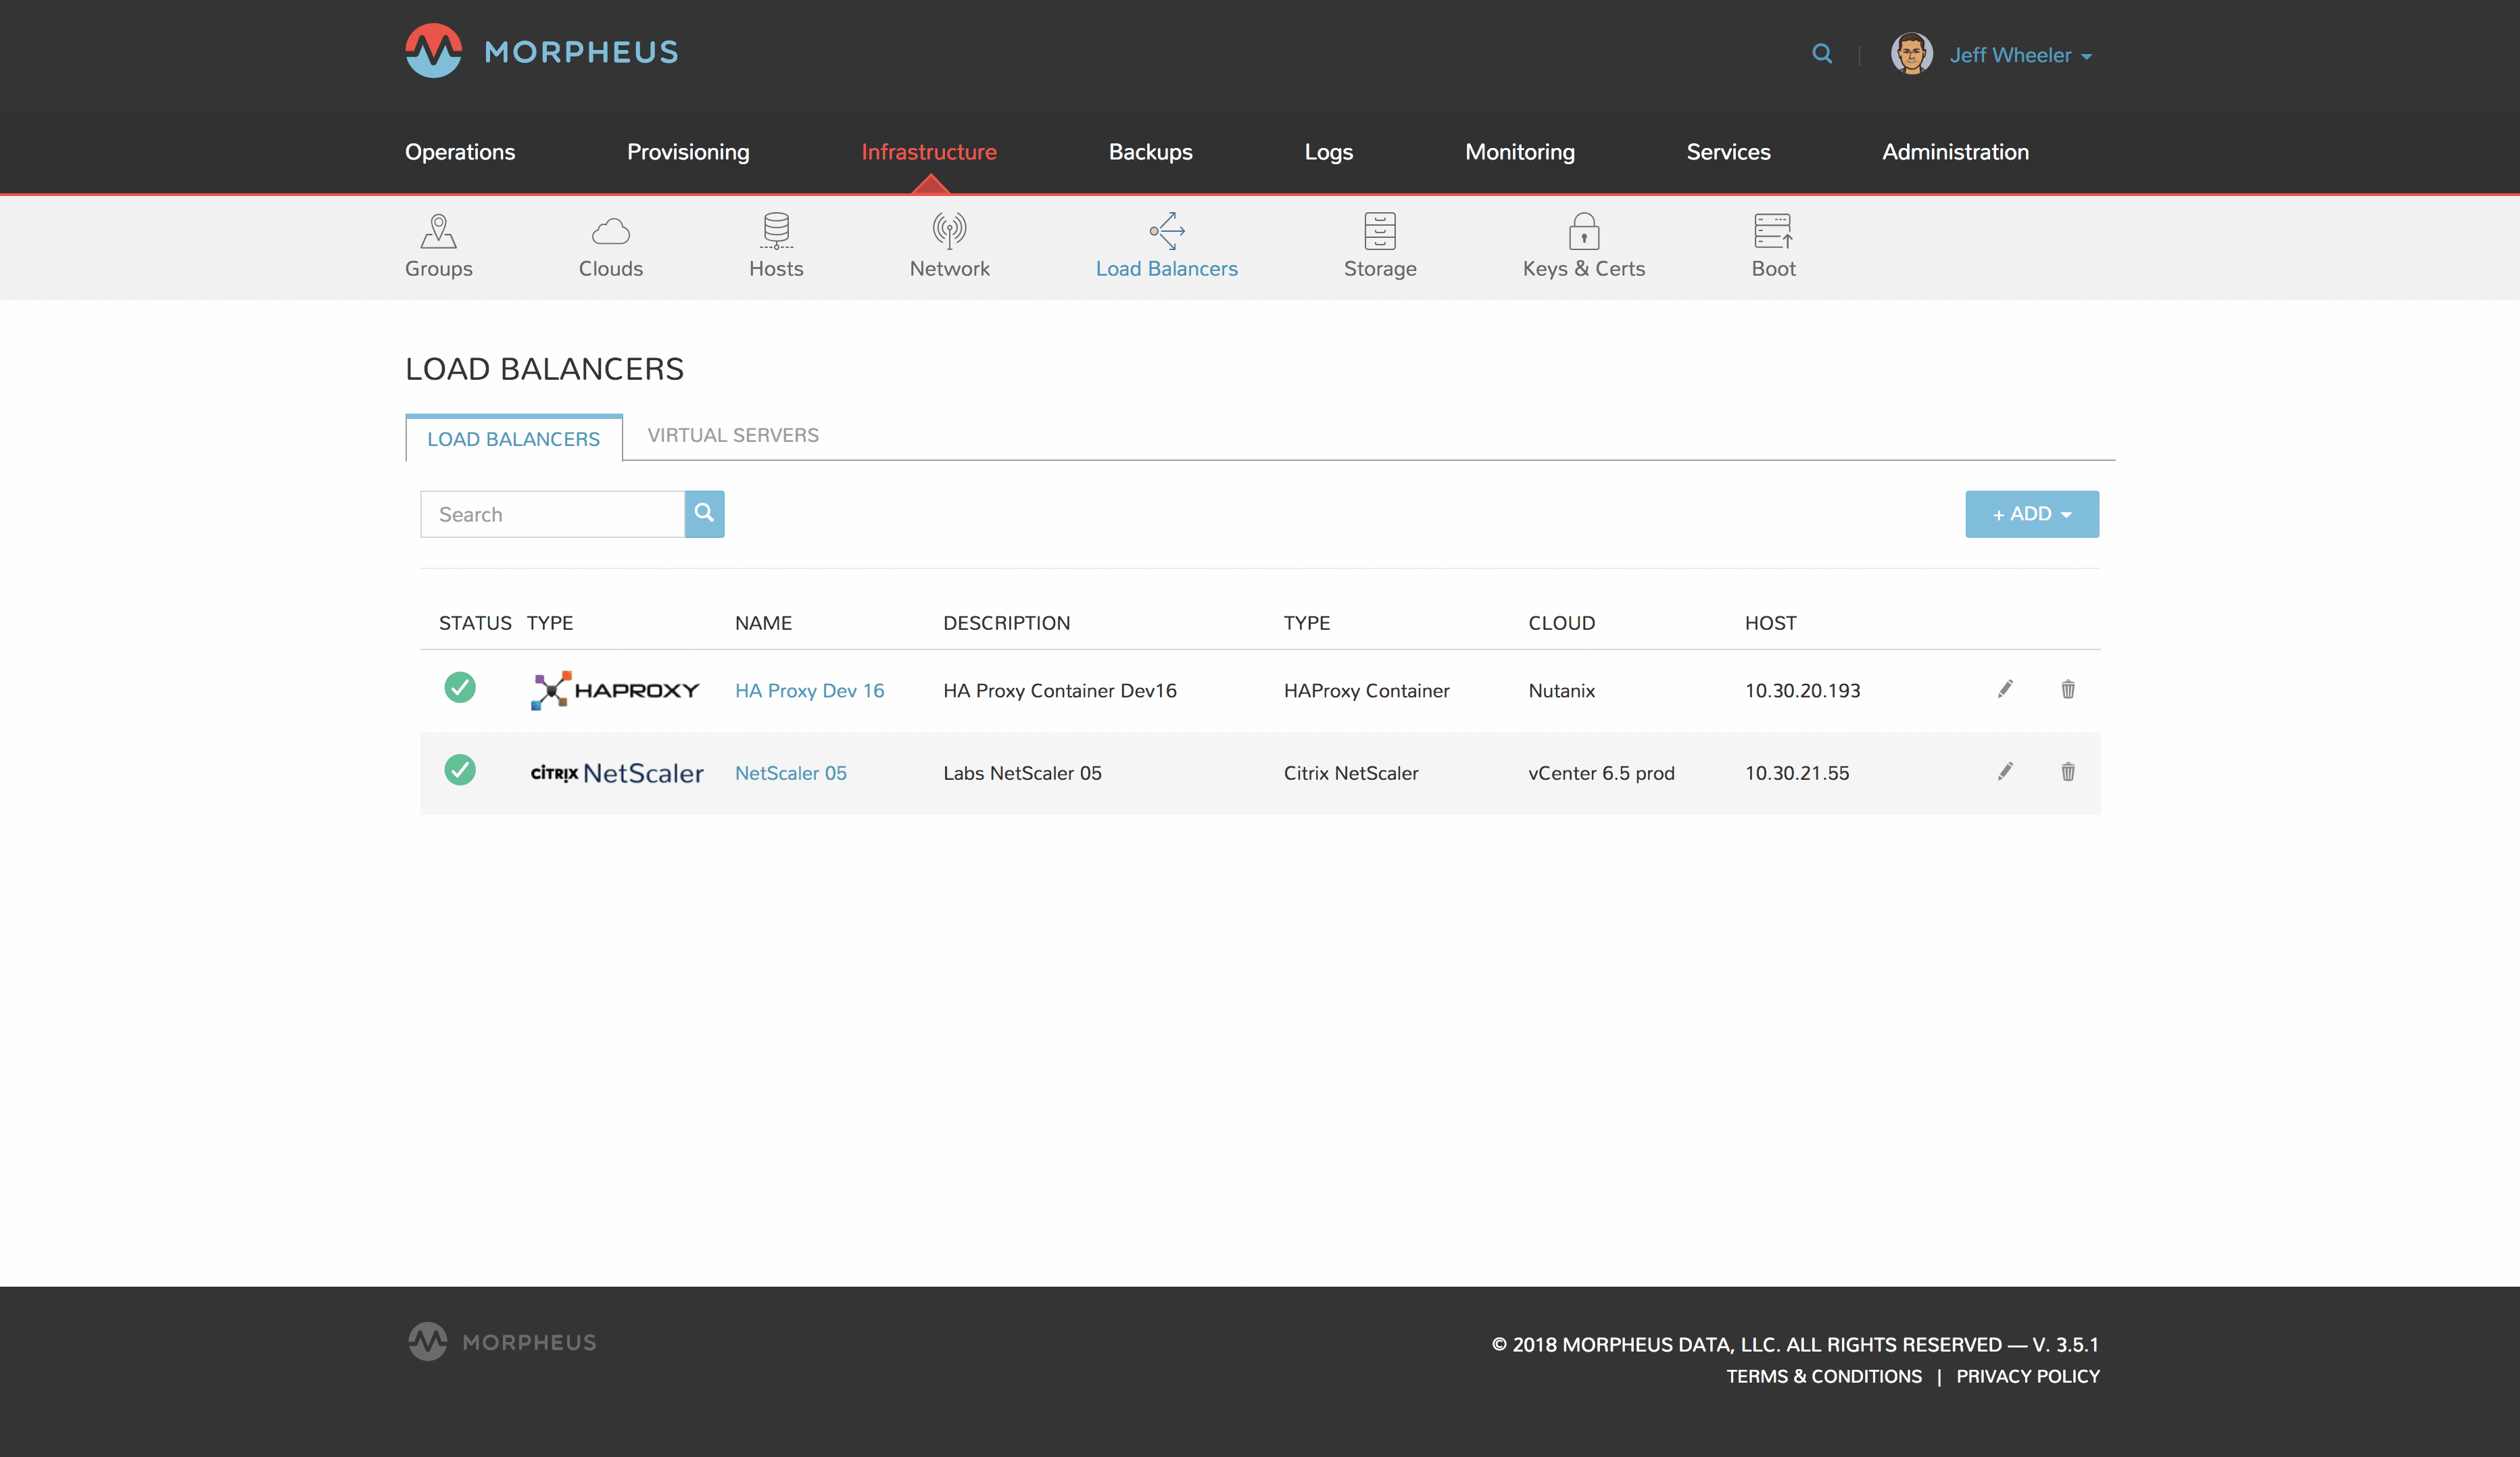 MORPHEUS
Jeff Wheeler
Operations Provisioning Infrastructure Backups Logs Monitoring Services Administration
Groups Clouds Hosts Network Load Balancers Storage Keys & Certs Boot
LOAD BALANCERS
LOAD BALANCERS VIRTUAL SERVERS
Search
+ ADD
STATUS TYPE NAME DESCRIPTION TYPE CLOUD HOST
HAPROXY HA Proxy Dev 16 HA Proxy Container Dev16 HAProxy Container Nutanix 10.30.20.193
CITRIX NetScaler NetScaler 05 Labs NetScaler 05 Citrix NetScaler vCenter 6.5 prod 10.30.21.55
MORPHEUS
© 2018 MORPHEUS DATA, LLC. ALL RIGHTS RESERVED — V. 3.5.1
TERMS & CONDITIONS | PRIVACY POLICY